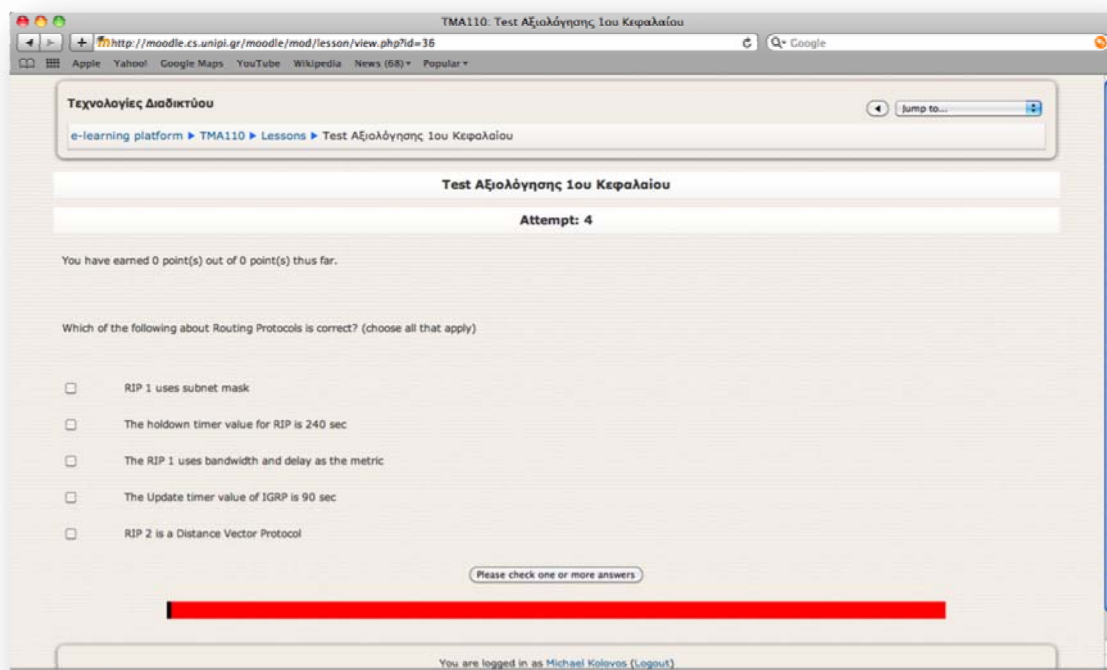 TMA110: Test Αξιολόγησης 1ου Κεφαλαίου
http://moodle.cs.unipi.gr/moodle/mod/lesson/view.php?id=36
Google
Apple Yahoo! Google Maps YouTube Wikipedia News (68) Popular
Τεχνολογίες Διαδικτύου
Jump to...
e-learning platform ► TMA110 ► Lessons ► Test Αξιολόγησης 1ου Κεφαλαίου
Test Αξιολόγησης 1ου Κεφαλαίου
Attempt: 4
You have earned 0 point(s) out of 0 point(s) thus far.
Which of the following about Routing Protocols is correct? (choose all that apply)
RIP 1 uses subnet mask
The holdown timer value for RIP is 240 sec
The RIP 1 uses bandwidth and delay as the metric
The Update timer value of IGRP is 90 sec
RIP 2 is a Distance Vector Protocol
Please check one or more answers
You are logged in as Michael Kolovos (Logout)